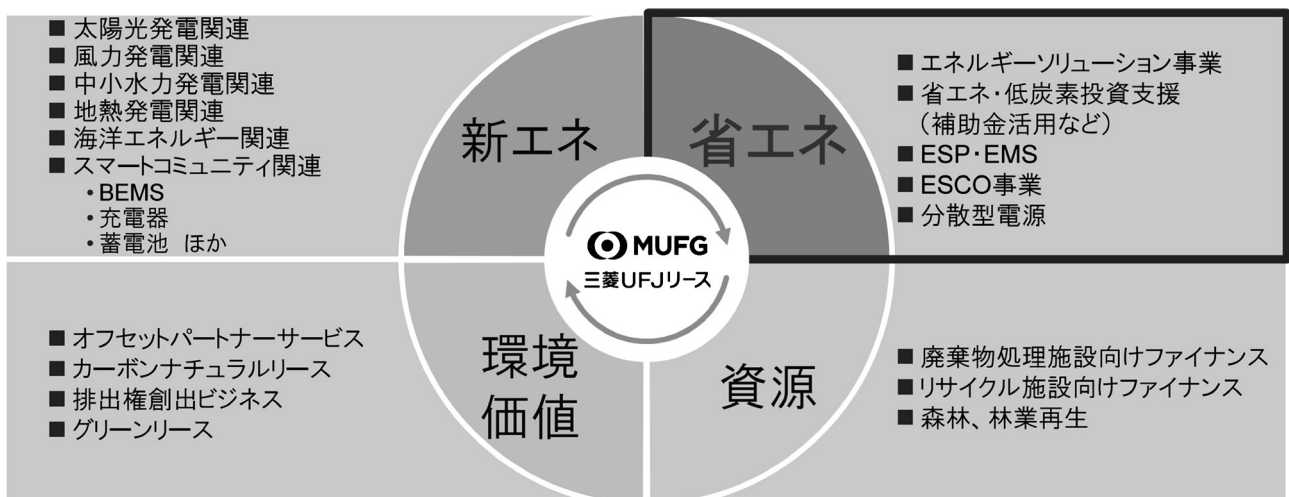 ■ 太陽光発電関連
■ 風力発電関連
■ 中小水力発電関連
■ 地熱発電関連
■ 海洋エネルギー関連
■ スマートコミュニティ関連
・BEMS
・充電器
・蓄電池 ほか
新エネ
省エネ
■ エネルギーソリューション事業
■ 省エネ・低炭素投資支援
（補助金活用など）
■ ESP・EMS
■ ESCO事業
■ 分散型電源
MUFG
三菱UFJリース
■ オフセットパートナーサービス
■ カーボンナチュラルリース
■ 排出権創出ビジネス
■ グリーンリース
環境
価値
資源
■ 廃棄物処理施設向けファイナンス
■ リサイクル施設向けファイナンス
■ 森林、林業再生